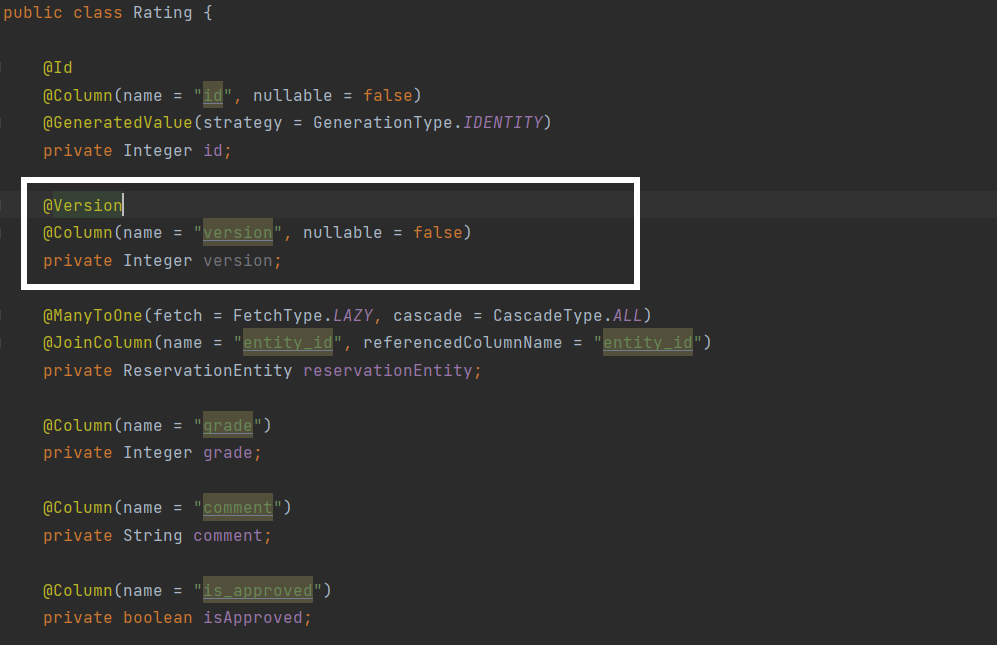 public class Rating {
@Id
@Column(name = "id", nullable = false)
@GeneratedValue(strategy = GenerationType.IDENTITY)
private Integer id;
@Version
@Column(name = "version", nullable = false)
private Integer version;
@ManyToOne(fetch = FetchType.LAZY, cascade = CascadeType.ALL)
@JoinColumn(name = "entity_id", referencedColumnName = "entity_id")
private ReservationEntity reservationEntity;
@Column(name = "grade")
private Integer grade;
@Column(name = "comment")
private String comment;
@Column(name = "is_approved")
private boolean isApproved;